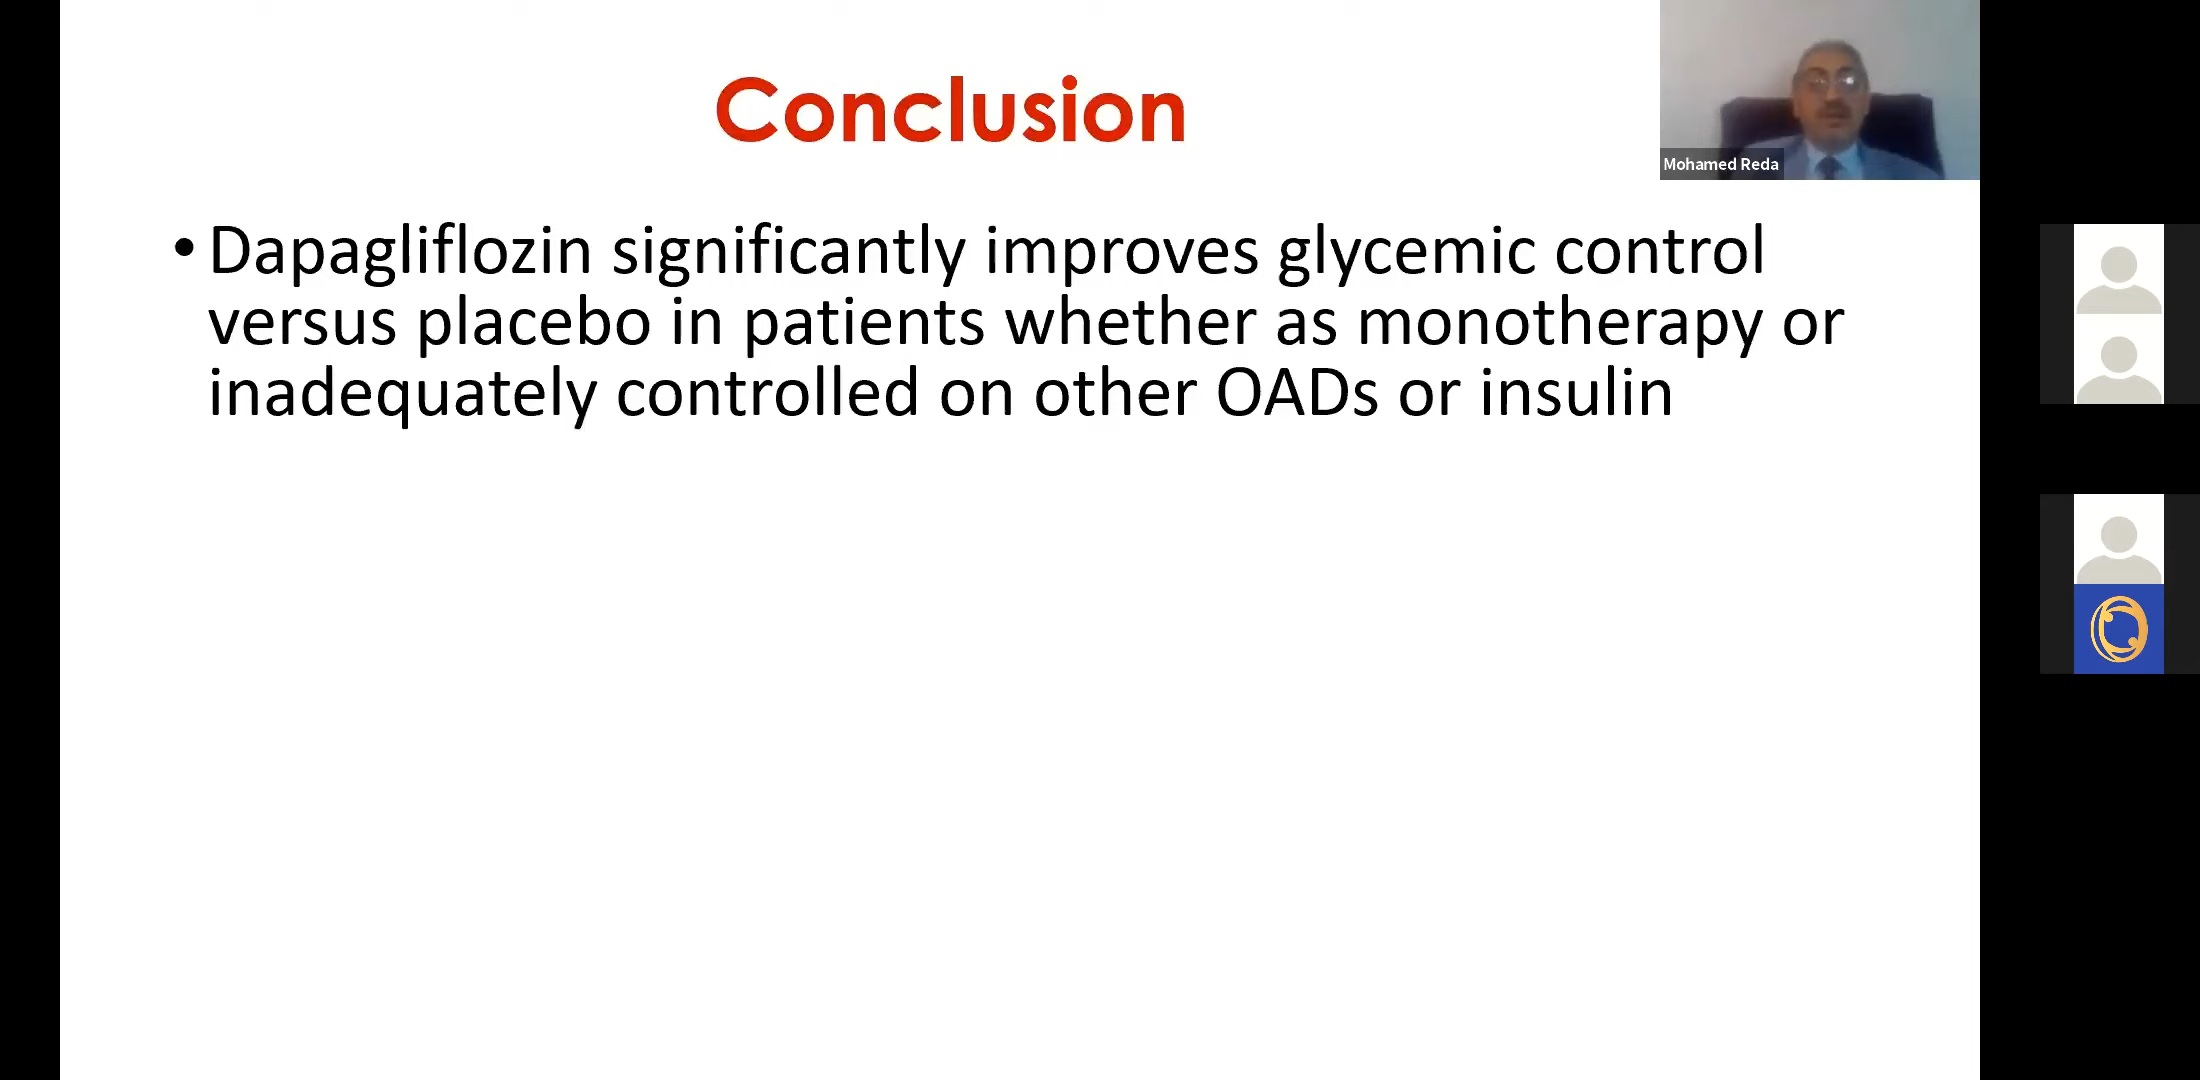 Conclusion
Mohamed Reda
• Dapagliflozin significantly improves glycemic control
versus placebo in patients whether as monotherapy or
inadequately controlled on other OADs or insulin